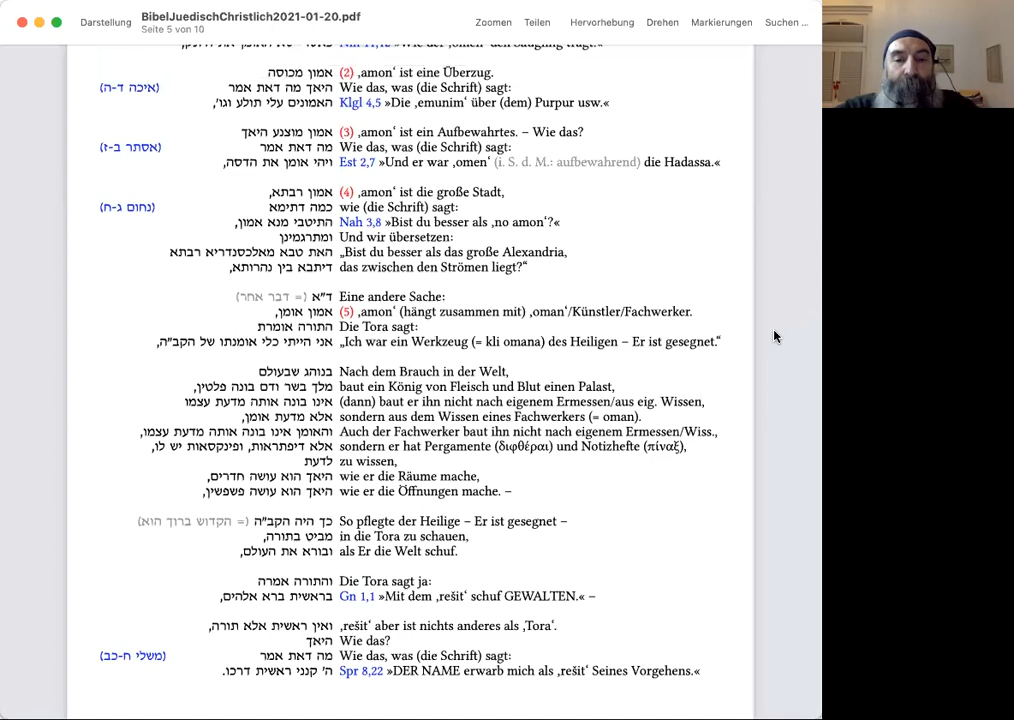 Darstellung BibelJuedischChristlich2021-01-20.pdf Zoomen Teilen Hervorhebung Drehen Markierungen Suchen ...
Seite 5 von 10
אמון מכוסה (2) ‚amon‘ ist eine Überzug.
(איכה ד-ה) היאך מה דאת אמר Wie das, was (die Schrift) sagt:
האמונים עלי תולע וגו', Klgl 4,5 »Die ‚emunim‘ über (dem) Purpur usw.«
אמון מוצנע היאך (3) ‚amon‘ ist ein Aufbewahrtes. – Wie das?
(אסתר ב-ז) מה דאת אמר Wie das, was (die Schrift) sagt:
ויהי אומן את הדסה, Est 2,7 »Und er war ‚omen‘ (i. S. d. M.: aufbewahrend) die Hadassa.«
אמון רבתא, (4) ‚amon‘ ist die große Stadt,
(נחום ג-ח) כמה דתימא wie (die Schrift) sagt:
התיטבי מנא אמון, Nah 3,8 »Bist du besser als ‚no amon‘?«
ומתרגמינן Und wir übersetzen:
האת טבא מאלכסנדריא רבתא „Bist du besser als das große Alexandria,
דיתבא בין נהרותא, das zwischen den Strömen liegt?“
ד"א (= דבר אחר) Eine andere Sache:
אמון אומן, (5) ‚amon‘ (hängt zusammen mit) ‚oman‘/Künstler/Fachwerker.
התורה אומרת Die Tora sagt:
אני הייתי כלי אומנתו של הקב"ה, „Ich war ein Werkzeug (= kli omana) des Heiligen – Er ist gesegnet.“
בנוהג שבעולם Nach dem Brauch in der Welt,
מלך בשר ודם בונה פלטין, baut ein König von Fleisch und Blut einen Palast,
אינו בונה אותה מדעת עצמו (dann) baut er ihn nicht nach eigenem Ermessen/aus eig. Wissen,
אלא מדעת אומן, sondern aus dem Wissen eines Fachwerkers (= oman).
והאומן אינו בונה אותה מדעת עצמו, Auch der Fachwerker baut ihn nicht nach eigenem Ermessen/Wiss.,
אלא דיפתראות, ופינקסאות יש לו, sondern er hat Pergamente (διφθέραι) und Notizhefte (πίναξ),
לדעת zu wissen,
היאך הוא עושה חדרים, wie er die Räume mache,
היאך הוא עושה פשפשין, wie er die Öffnungen mache. –
כך היה הקב"ה (= הקדוש ברוך הוא) So pflegte der Heilige – Er ist gesegnet –
מביט בתורה, in die Tora zu schauen,
ובורא את העולם, als Er die Welt schuf.
והתורה אמרה Die Tora sagt ja:
בראשית ברא אלהים, Gn 1,1 »Mit dem ‚rešit‘ schuf GEWALTEN.« –
ואין ראשית אלא תורה, ‚rešit‘ aber ist nichts anderes als ‚Tora‘.
היאך Wie das?
(משלי ח-כב) מה דאת אמר Wie das, was (die Schrift) sagt:
ה' קנני ראשית דרכו. Spr 8,22 »DER NAME erwarb mich als ‚rešit‘ Seines Vorgehens.«